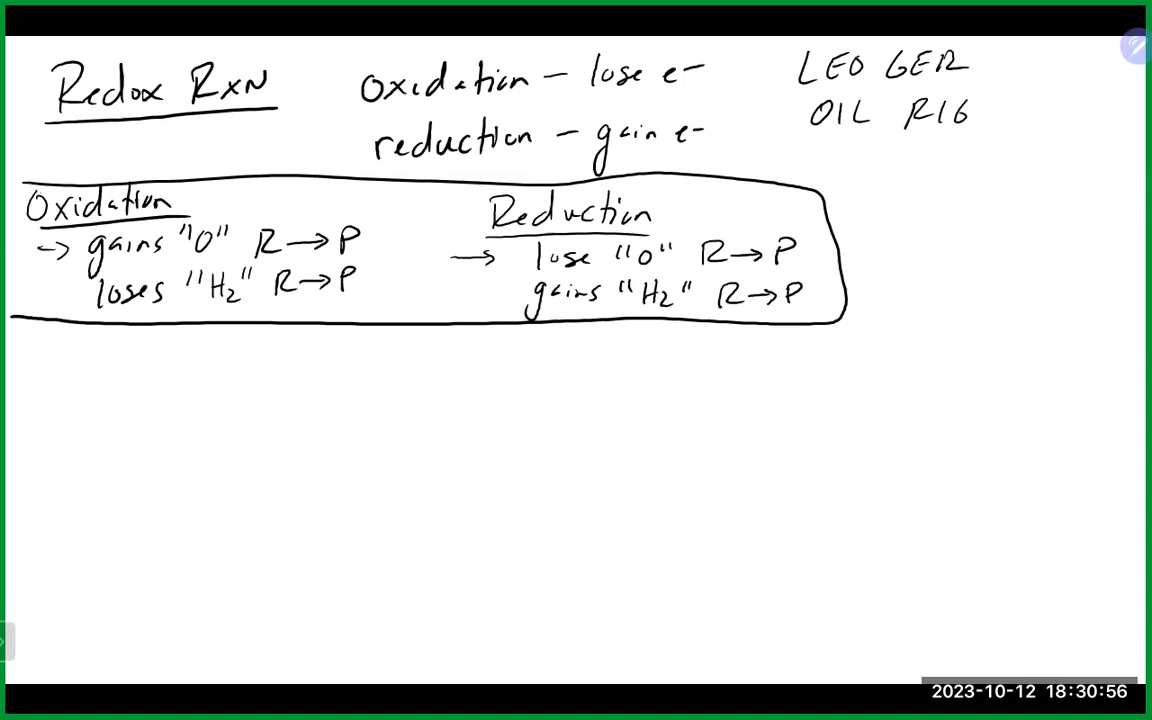 Redox RxN
oxidation - lose e-
reduction - gain e-
LEO GER
OIL RIG
Oxidation
→ gains "O" R → P
loses "H₂" R → P
Reduction
→ lose "O" R → P
gains "H₂" R → P
2023-10-12 18:30:56